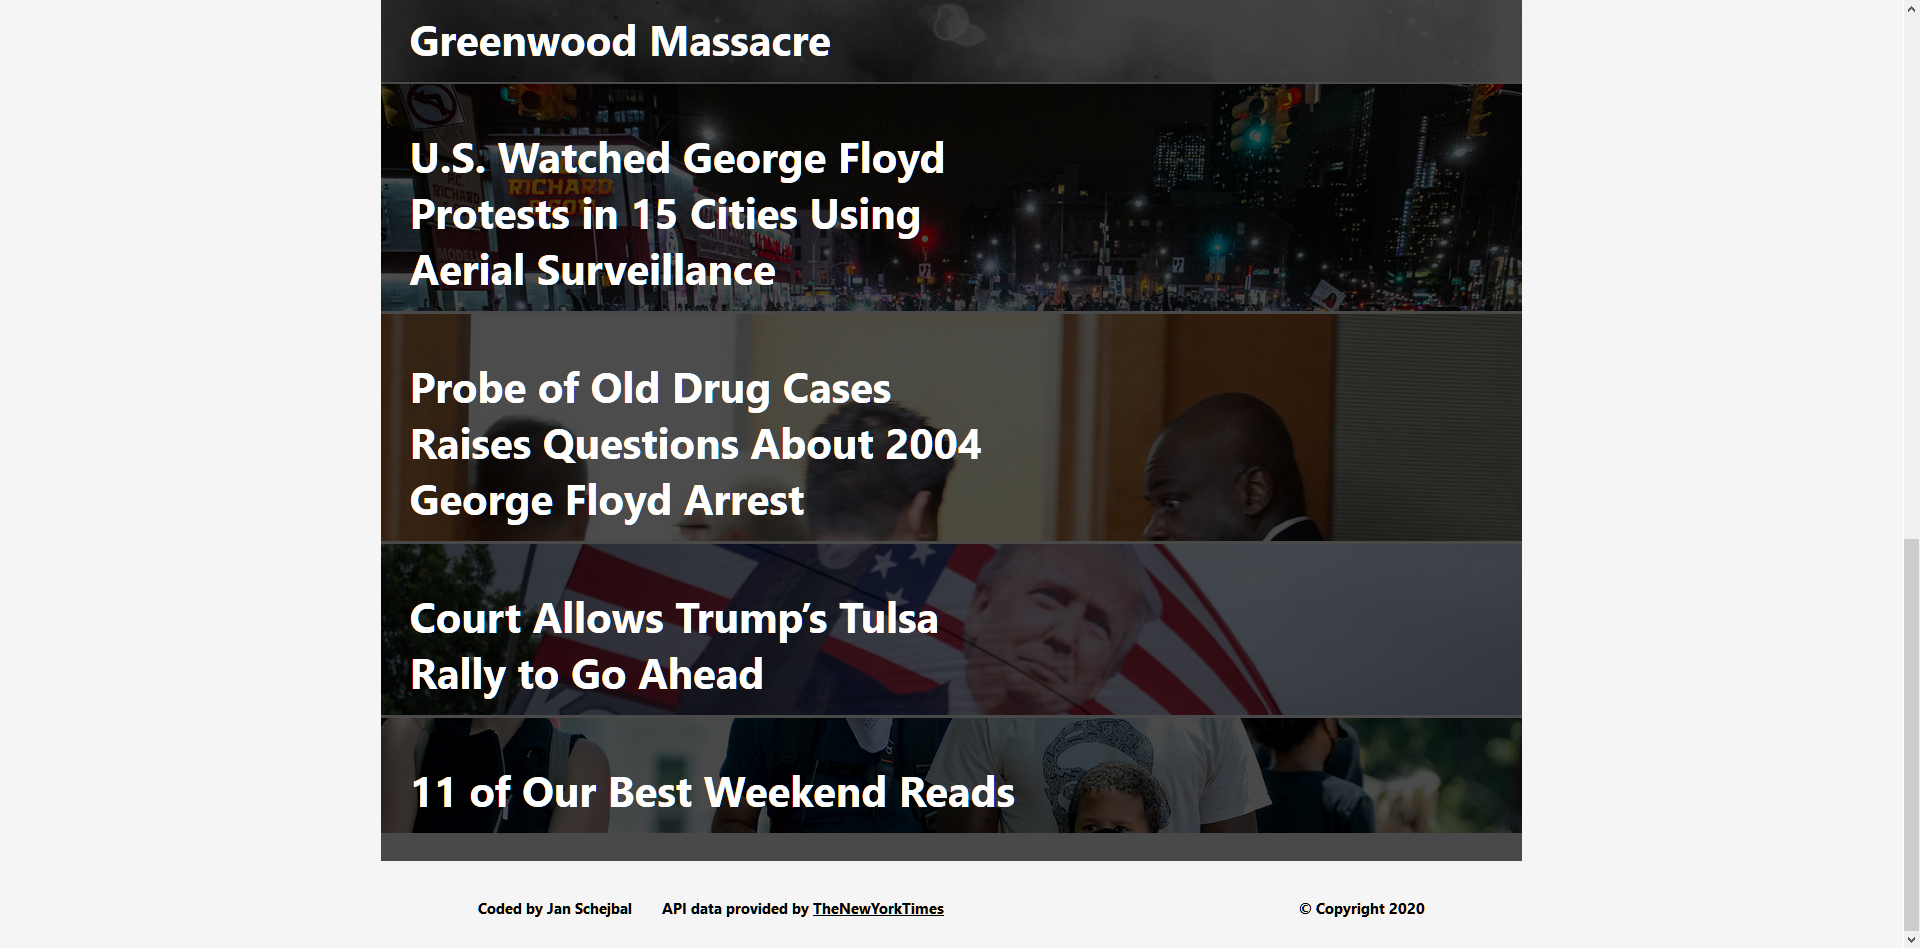 Greenwood Massacre
U.S. Watched George Floyd
Protests in 15 Cities Using
Aerial Surveillance
RICHARD
Probe of Old Drug Cases
Raises Questions About 2004
George Floyd Arrest
Court Allows Trump’s Tulsa
Rally to Go Ahead
11 of Our Best Weekend Reads
Coded by Jan Schejbal
API data provided by TheNewYorkTimes
© Copyright 2020